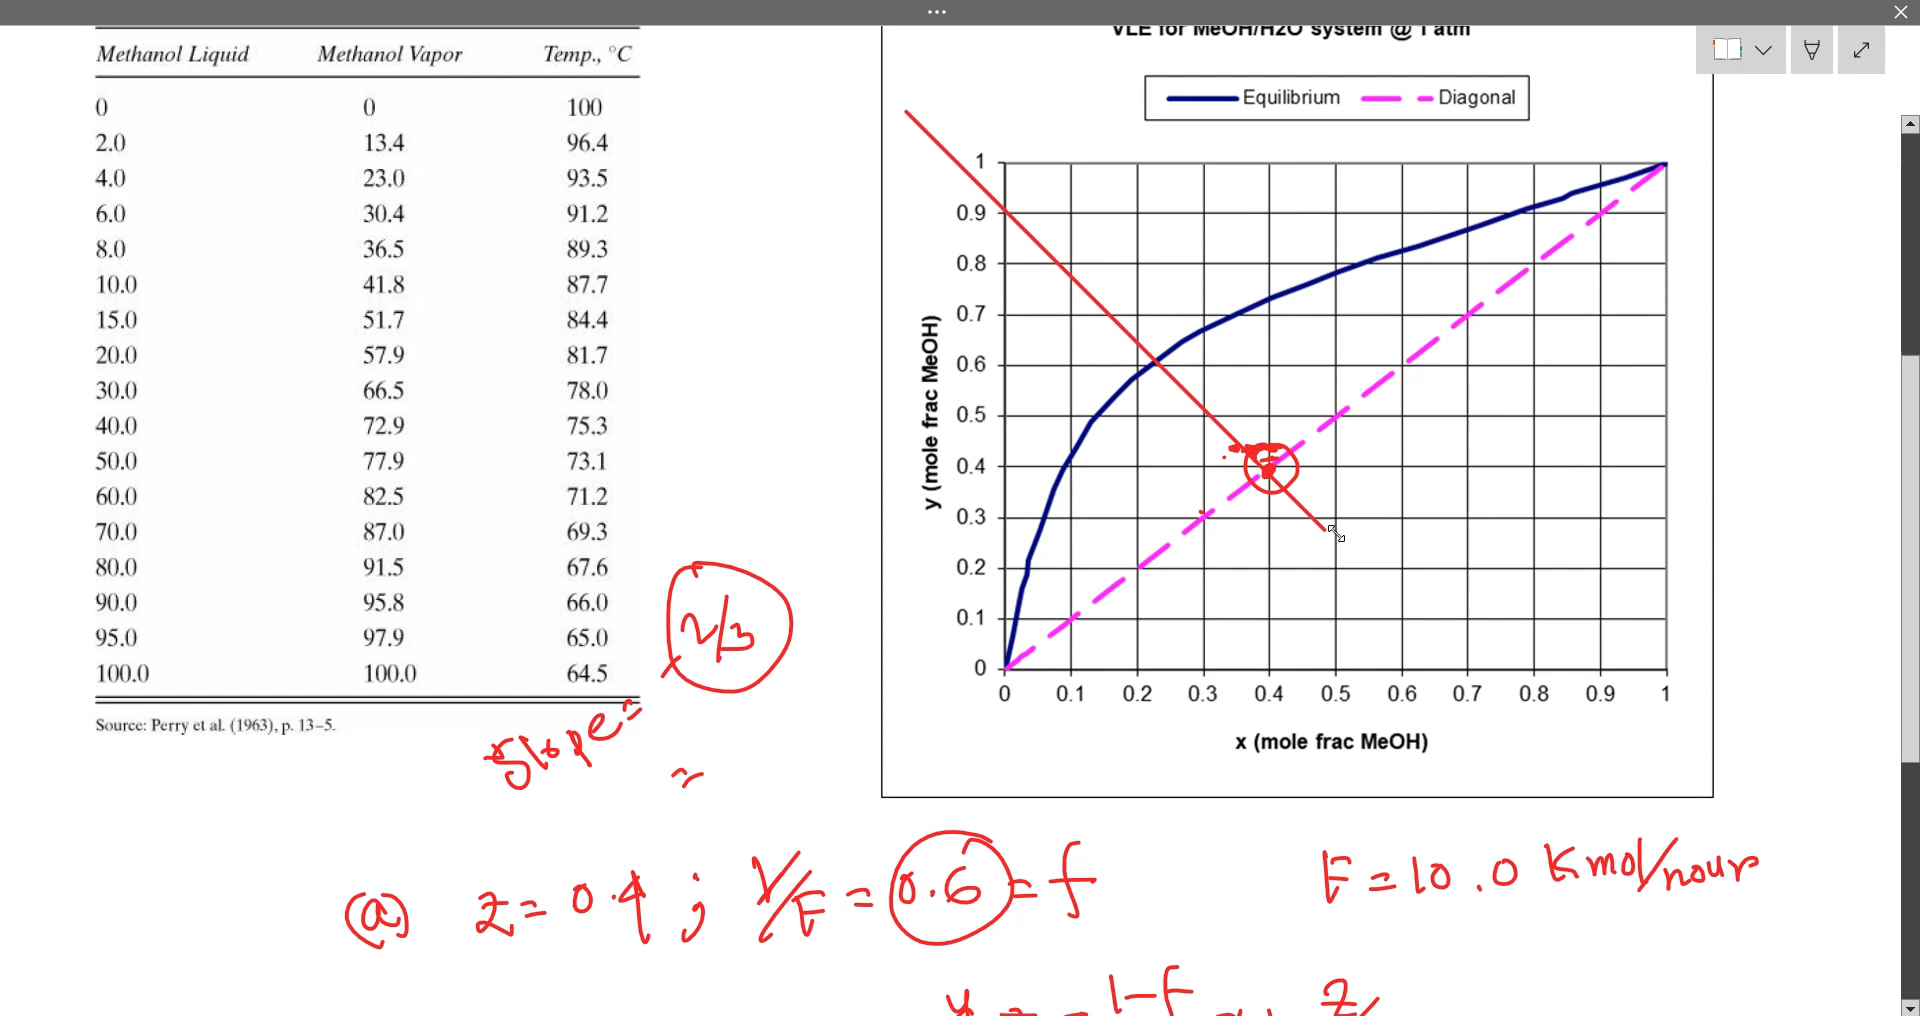 ...
VLE for MeOH/H2O system @ 1 atm
Methanol Liquid Methanol Vapor Temp., °C
0 0 100
2.0 13.4 96.4
4.0 23.0 93.5
6.0 30.4 91.2
8.0 36.5 89.3
10.0 41.8 87.7
15.0 51.7 84.4
20.0 57.9 81.7
30.0 66.5 78.0
40.0 72.9 75.3
50.0 77.9 73.1
60.0 82.5 71.2
70.0 87.0 69.3
80.0 91.5 67.6
90.0 95.8 66.0
95.0 97.9 65.0
100.0 100.0 64.5
Source: Perry et al. (1963), p. 13–5.
Equilibrium Diagonal
y (mole frac MeOH)
1
0.9
0.8
0.7
0.6
0.5
0.4
0.3
0.2
0.1
0
0 0.1 0.2 0.3 0.4 0.5 0.6 0.7 0.8 0.9 1
x (mole frac MeOH)
2/3
Slope =
=
(a) z = 0.4 ; V/F = 0.6 = f F = 10.0 Kmol/hour
y = - 1-f z